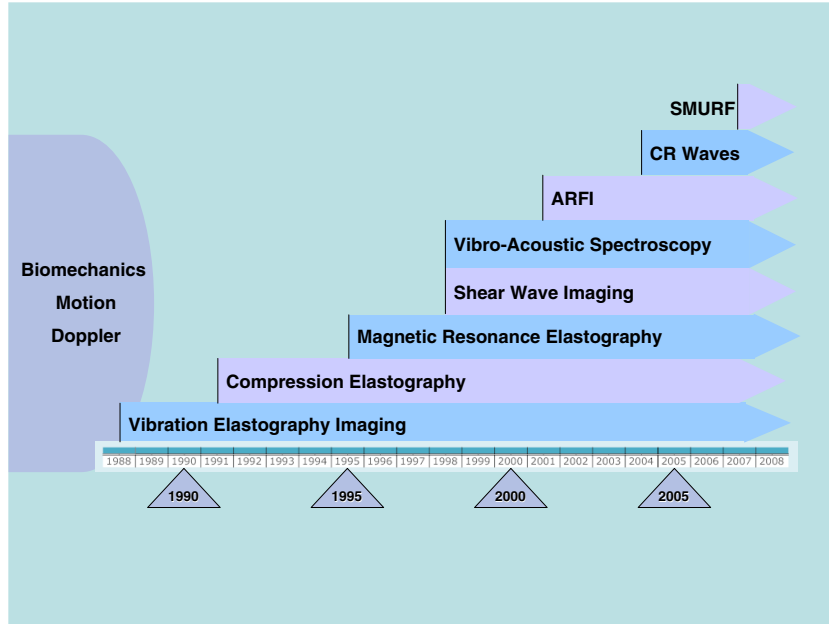 SMURF
CR Waves
ARFI
Vibro-Acoustic Spectroscopy
Biomechanics
Motion
Doppler
Shear Wave Imaging
Magnetic Resonance Elastography
Compression Elastography
Vibration Elastography Imaging
1988 1989 1990 1991 1992 1993 1994 1995 1996 1997 1998 1999 2000 2001 2002 2003 2004 2005 2006 2007 2008
1990 1995 2000 2005